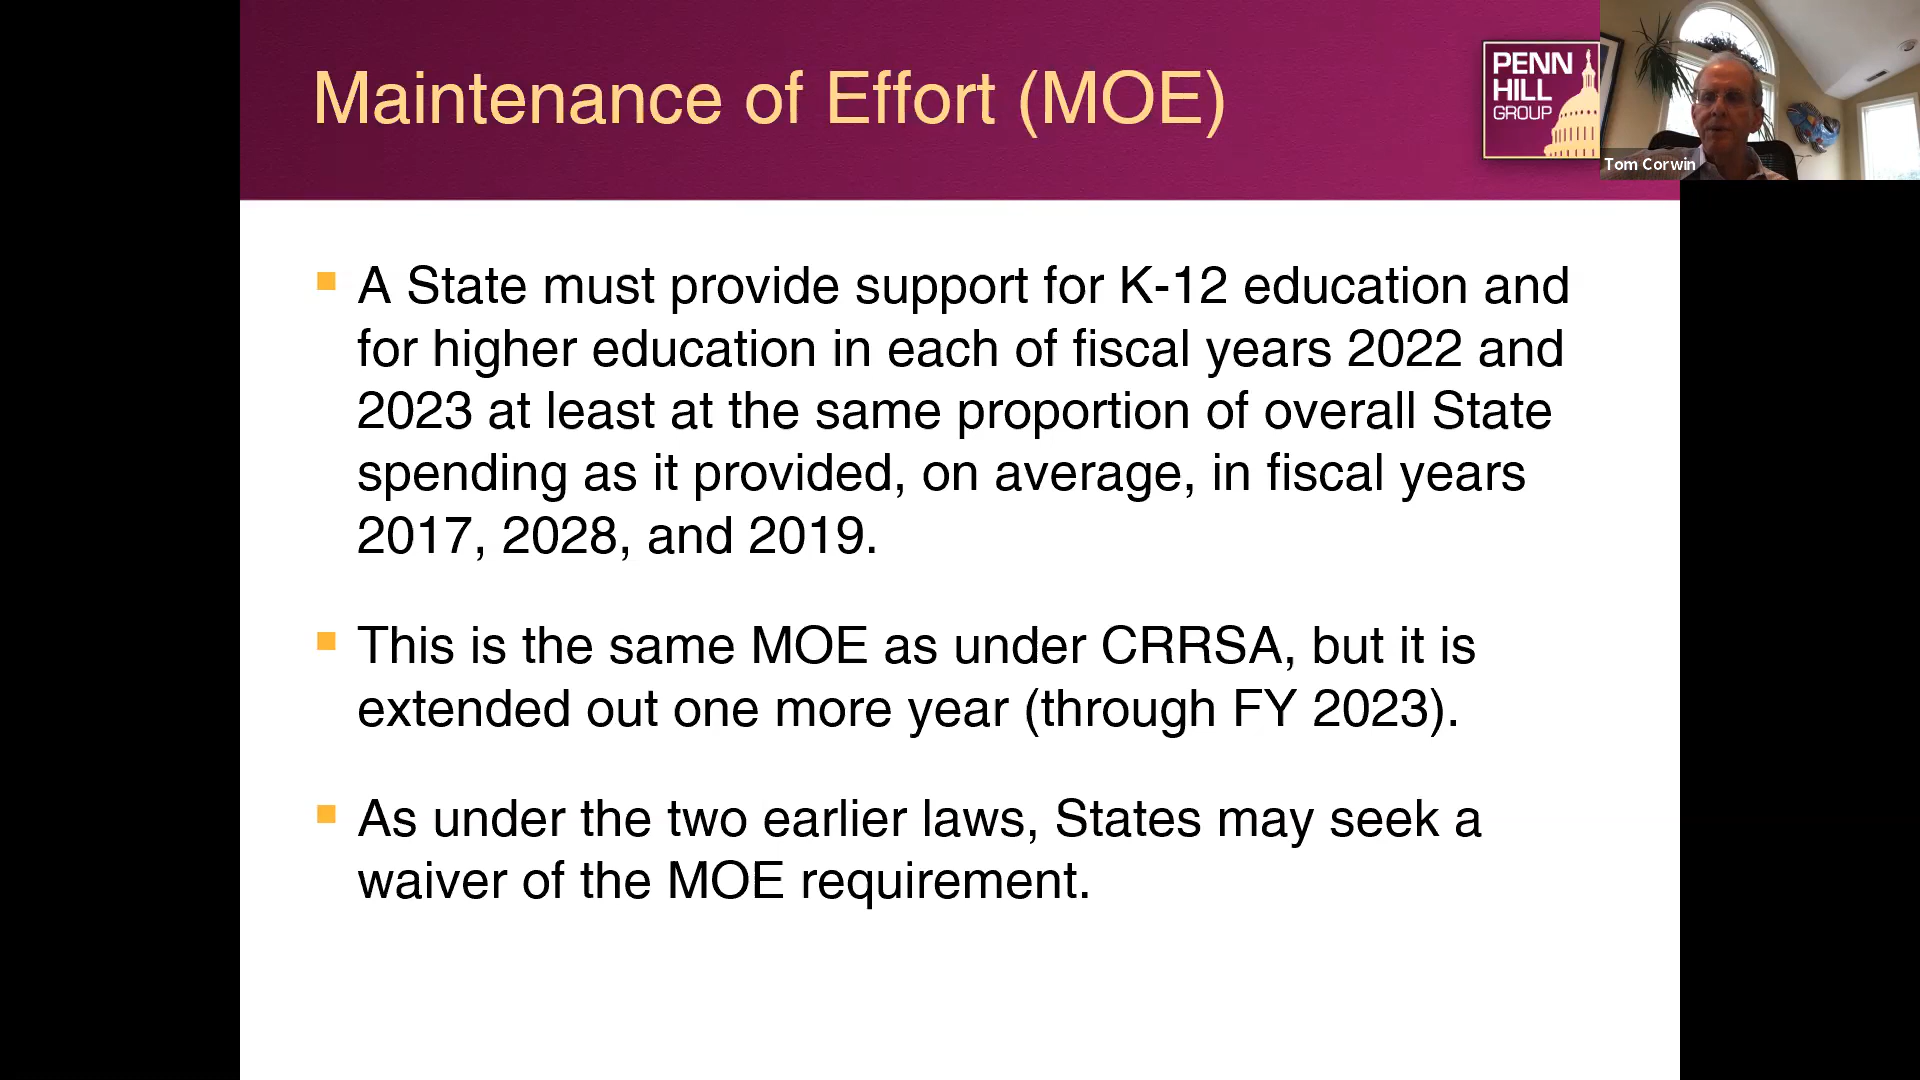 Maintenance of Effort (MOE)
PENN
HILL
GROUP
Tom Corwin
A State must provide support for K-12 education and
for higher education in each of fiscal years 2022 and
2023 at least at the same proportion of overall State
spending as it provided, on average, in fiscal years
2017, 2028, and 2019.
This is the same MOE as under CRRSA, but it is
extended out one more year (through FY 2023).
As under the two earlier laws, States may seek a
waiver of the MOE requirement.